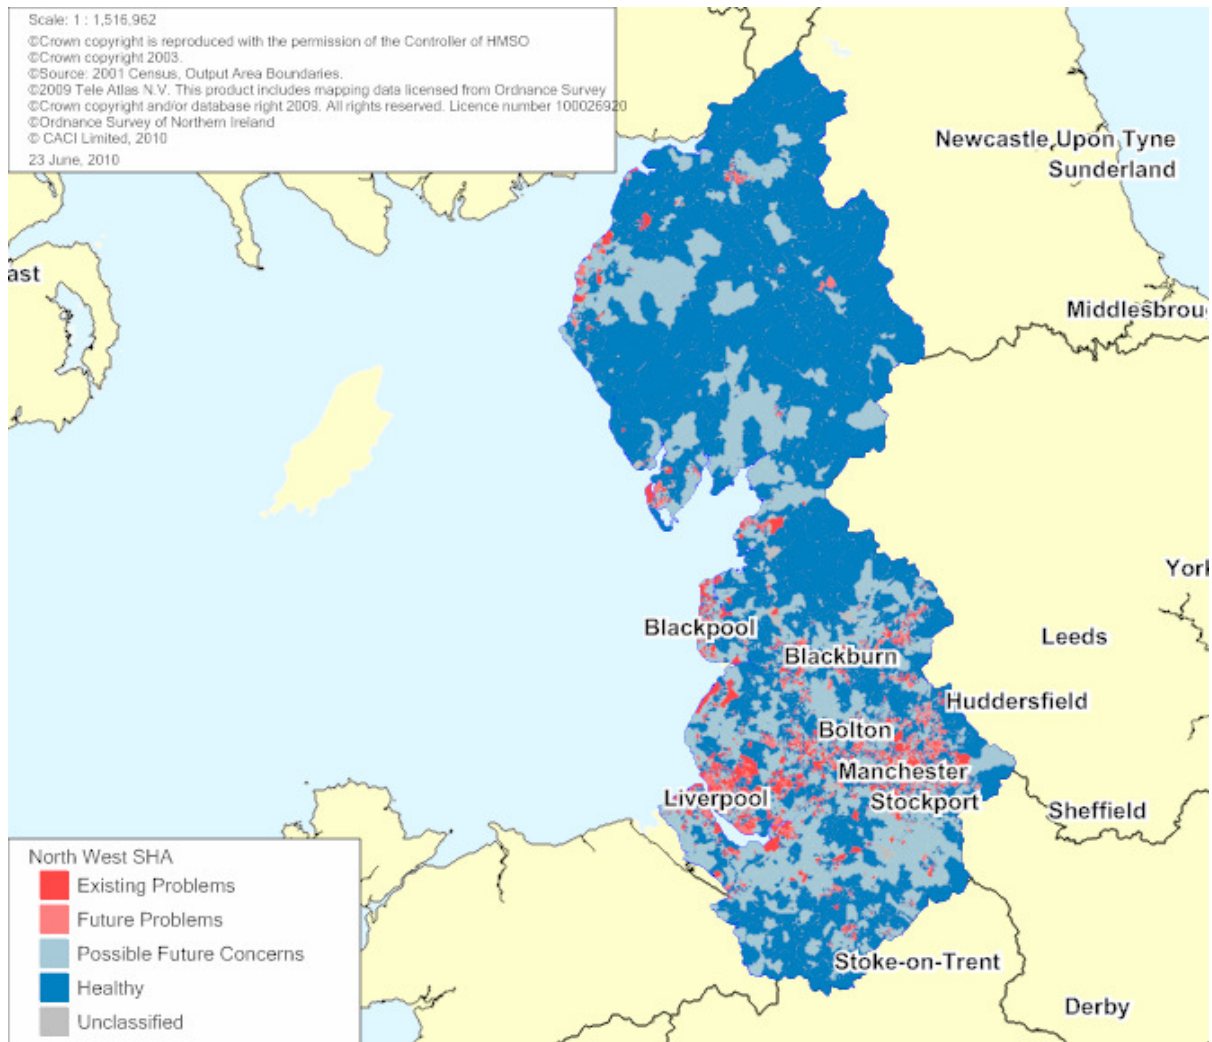 Scale: 1 : 1,516,962
©Crown copyright is reproduced with the permission of the Controller of HMSO
©Crown copyright 2003.
©Source: 2001 Census, Output Area Boundaries.
©2009 Tele Atlas N.V. This product includes mapping data licensed from Ordnance Survey
©Crown copyright and/or database right 2009. All rights reserved. Licence number 100026920
©Ordnance Survey of Northern Ireland
© CACI Limited, 2010
23 June, 2010
Newcastle Upon Tyne
Sunderland
ast
Middlesbrou
York
Leeds
Blackpool
Blackburn
Huddersfield
Bolton
Manchester
Liverpool
Stockport
Sheffield
Stoke-on-Trent
Derby
North West SHA
Existing Problems
Future Problems
Possible Future Concerns
Healthy
Unclassified